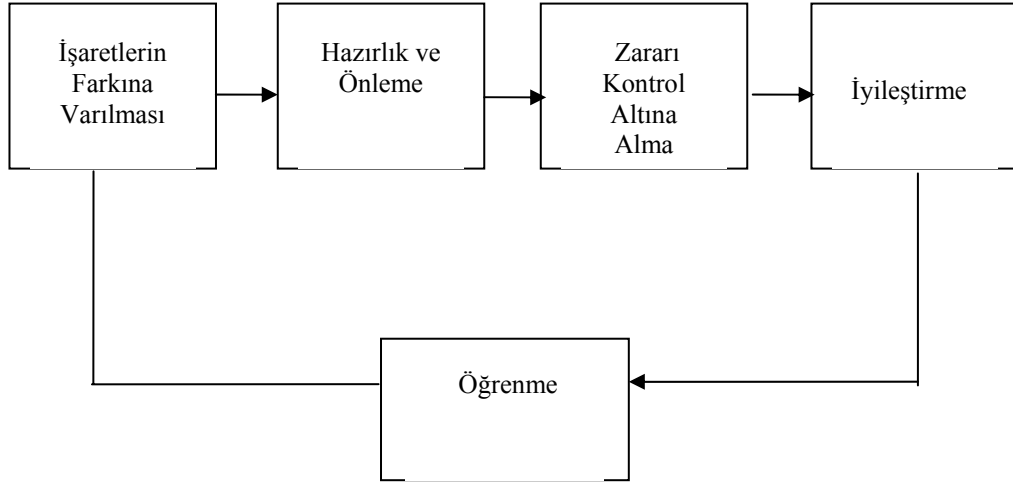 İşaretlerin
Farkına
Varılması
Hazırlık ve
Önleme
Zararı
Kontrol
Altına
Alma
İyileştirme
Öğrenme